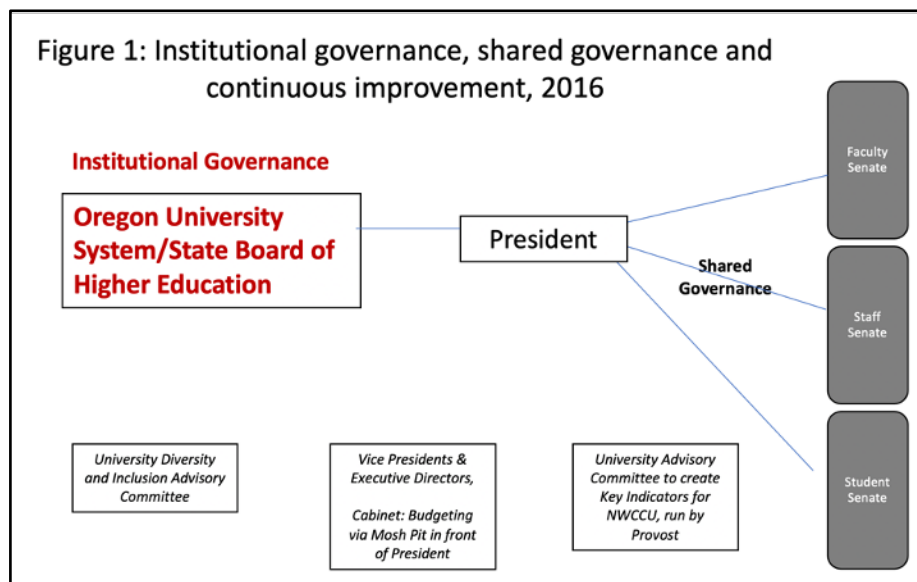 Figure 1: Institutional governance, shared governance and
continuous improvement, 2016
Institutional Governance
Oregon University
System/State Board of
Higher Education
President
Shared
Governance
Faculty
Senate
Staff
Senate
Student
Senate
University Diversity
and Inclusion Advisory
Committee
Vice Presidents &
Executive Directors,
Cabinet: Budgeting
via Mosh Pit in front
of President
University Advisory
Committee to create
Key Indicators for
NWCCU, run by
Provost